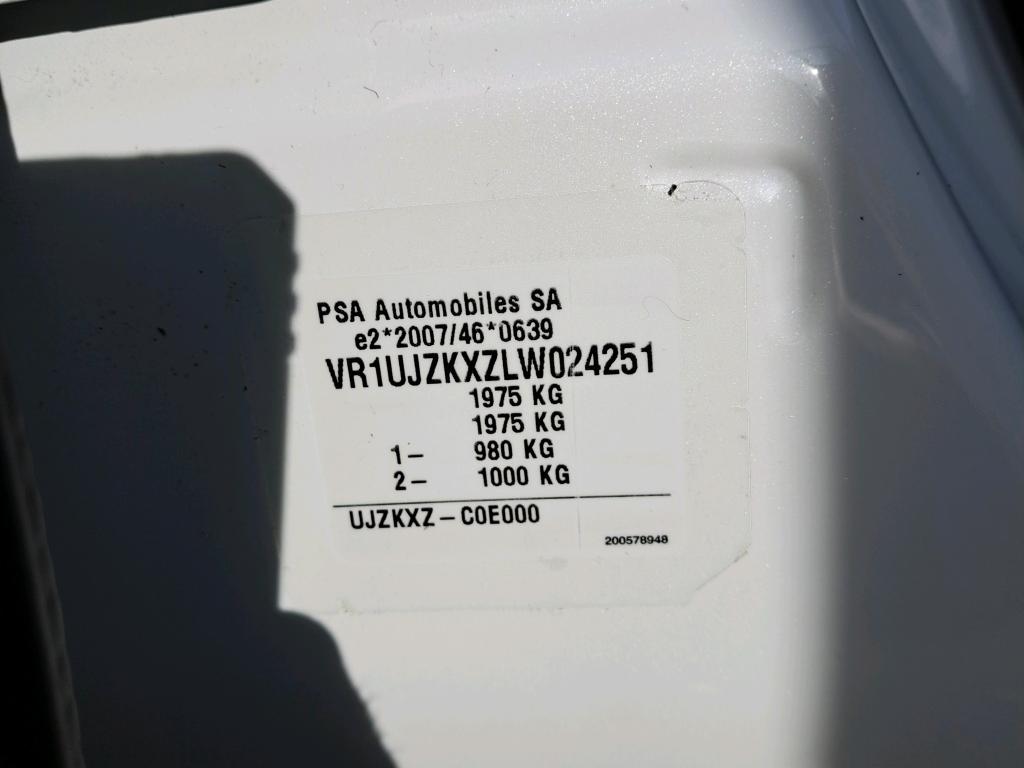 PSA Automobiles SA
e2*2007/46*0639
VR1UJZKXZLW024251
1975 KG
1975 KG
1- 980 KG
2- 1000 KG
UJZKXZ - C0E000
200578948